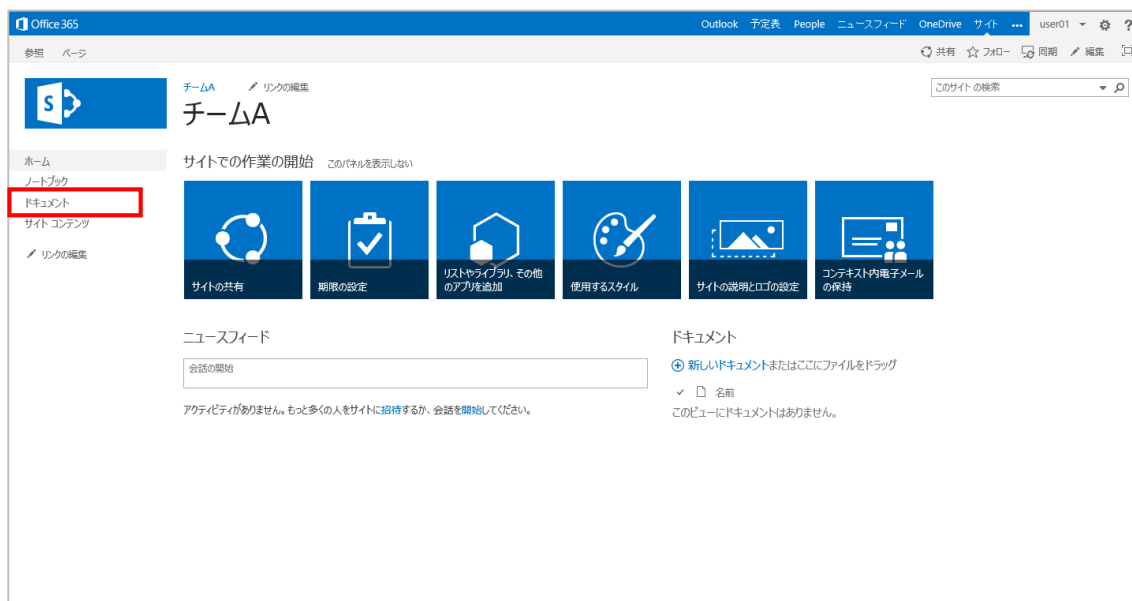 Office 365
Outlook 予定表 People ニュースフィード OneDrive サイト ••• user01 ?
参照 ページ
共有 フォロー 同期 編集
チームA リンクの編集
チームA
このサイト の検索
S
ホーム
ノートブック
ドキュメント
サイト コンテンツ
リンクの編集
サイトでの作業の開始 このパネルを表示しない
サイトの共有
期限の設定
リストやライブラリ、その他
のアプリを追加
使用するスタイル
サイトの説明とロゴの設定
コンテキスト内電子メール
の保持
ニュースフィード
会話の開始
アクティビティがありません。もっと多くの人をサイトに招待するか、会話を開始してください。
ドキュメント
新しいドキュメントまたはここにファイルをドラッグ
名前
このビューにドキュメントはありません。